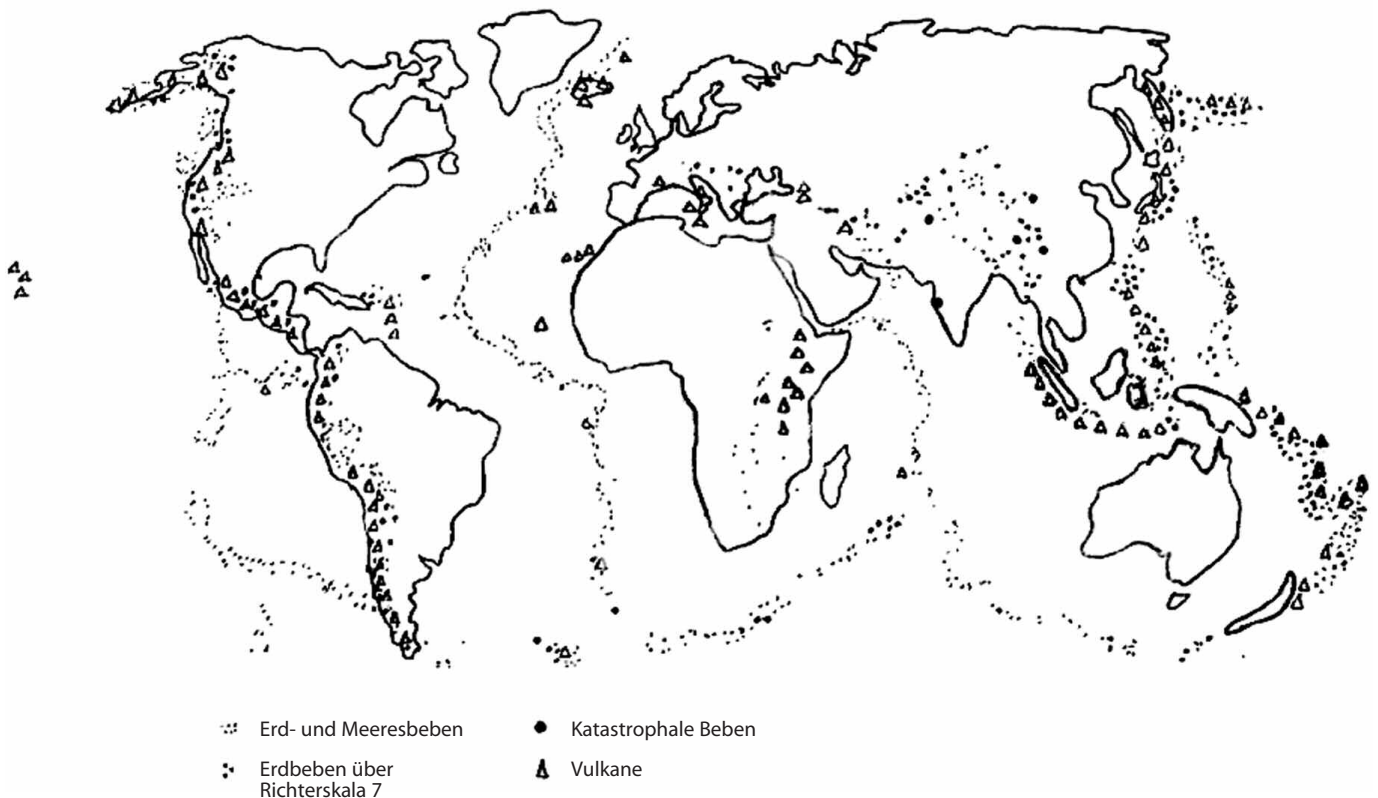 Erd- und Meeresbeben
Erdbeben über
Richterskala 7
Katastrophale Beben
Vulkane